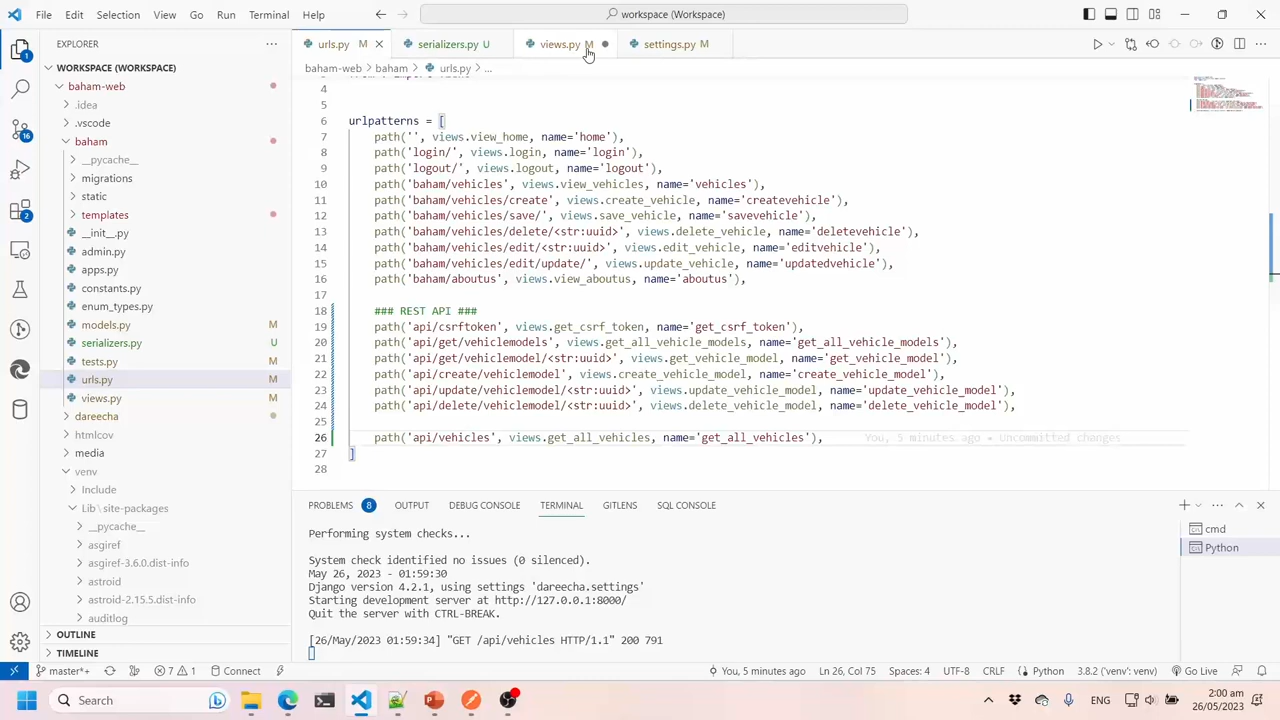 File Edit Selection View Go Run Terminal Help
workspace (Workspace)
EXPLORER
urls.py M
serializers.py U
views.py M
settings.py M
WORKSPACE (WORKSPACE)
baham-web > baham > urls.py > ...
baham-web
.idea
.vscode
baham
__pycache__
migrations
static
templates
__init__.py
admin.py
apps.py
constants.py
enum_types.py
models.py M
serializers.py U
tests.py M
urls.py M
views.py M
dareecha
htmlcov
media
venv
Include
Lib \ site-packages
__pycache__
asgiref
asgiref-3.6.0.dist-info
astroid
astroid-2.15.5.dist-info
auditlog
OUTLINE
TIMELINE
4
5
6 urlpatterns = [
7 path('', views.view_home, name='home'),
8 path('login/', views.login, name='login'),
9 path('logout/', views.logout, name='logout'),
10 path('baham/vehicles', views.view_vehicles, name='vehicles'),
11 path('baham/vehicles/create', views.create_vehicle, name='createvehicle'),
12 path('baham/vehicles/save/', views.save_vehicle, name='savevehicle'),
13 path('baham/vehicles/delete/<str:uuid>', views.delete_vehicle, name='deletevehicle'),
14 path('baham/vehicles/edit/<str:uuid>', views.edit_vehicle, name='editvehicle'),
15 path('baham/vehicles/edit/update/', views.update_vehicle, name='updatedvehicle'),
16 path('baham/aboutus', views.view_aboutus, name='aboutus'),
17
18 ### REST API ###
19 path('api/csrftoken', views.get_csrf_token, name='get_csrf_token'),
20 path('api/get/vehiclemodels', views.get_all_vehicle_models, name='get_all_vehicle_models'),
21 path('api/get/vehiclemodel/<str:uuid>', views.get_vehicle_model, name='get_vehicle_model'),
22 path('api/create/vehiclemodel', views.create_vehicle_model, name='create_vehicle_model'),
23 path('api/update/vehiclemodel/<str:uuid>', views.update_vehicle_model, name='update_vehicle_model'),
24 path('api/delete/vehiclemodel/<str:uuid>', views.delete_vehicle_model, name='delete_vehicle_model'),
25
26 path('api/vehicles', views.get_all_vehicles, name='get_all_vehicles'), You, 5 minutes ago • Uncommitted changes
27 ]
28
PROBLEMS 8 OUTPUT DEBUG CONSOLE TERMINAL GITLENS SQL CONSOLE
Performing system checks...
System check identified no issues (0 silenced).
May 26, 2023 - 01:59:30
Django version 4.2.1, using settings 'dareecha.settings'
Starting development server at http://127.0.0.1:8000/
Quit the server with CTRL-BREAK.
[26/May/2023 01:59:34] "GET /api/vehicles HTTP/1.1" 200 791
cmd
Python
1
16
2
master*+ 7 1 Connect You, 5 minutes ago Ln 26, Col 75 Spaces: 4 UTF-8 CRLF Python 3.8.2 ('venv': venv) Go Live
Search
ENG
2:00 am
26/05/2023